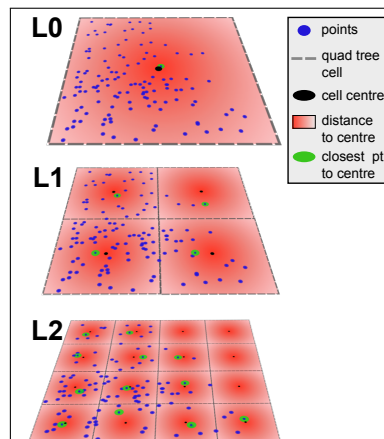 L0
points
quad tree
cell
cell centre
distance
to centre
closest pt
to centre
L1
L2